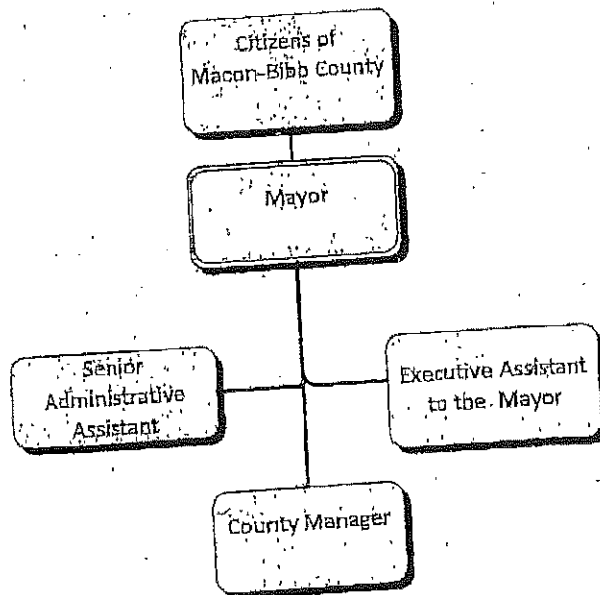 Citizens of
Macon-Bibb County
Mayor
Senior
Administrative
Assistant
Executive Assistant
to the Mayor
County Manager